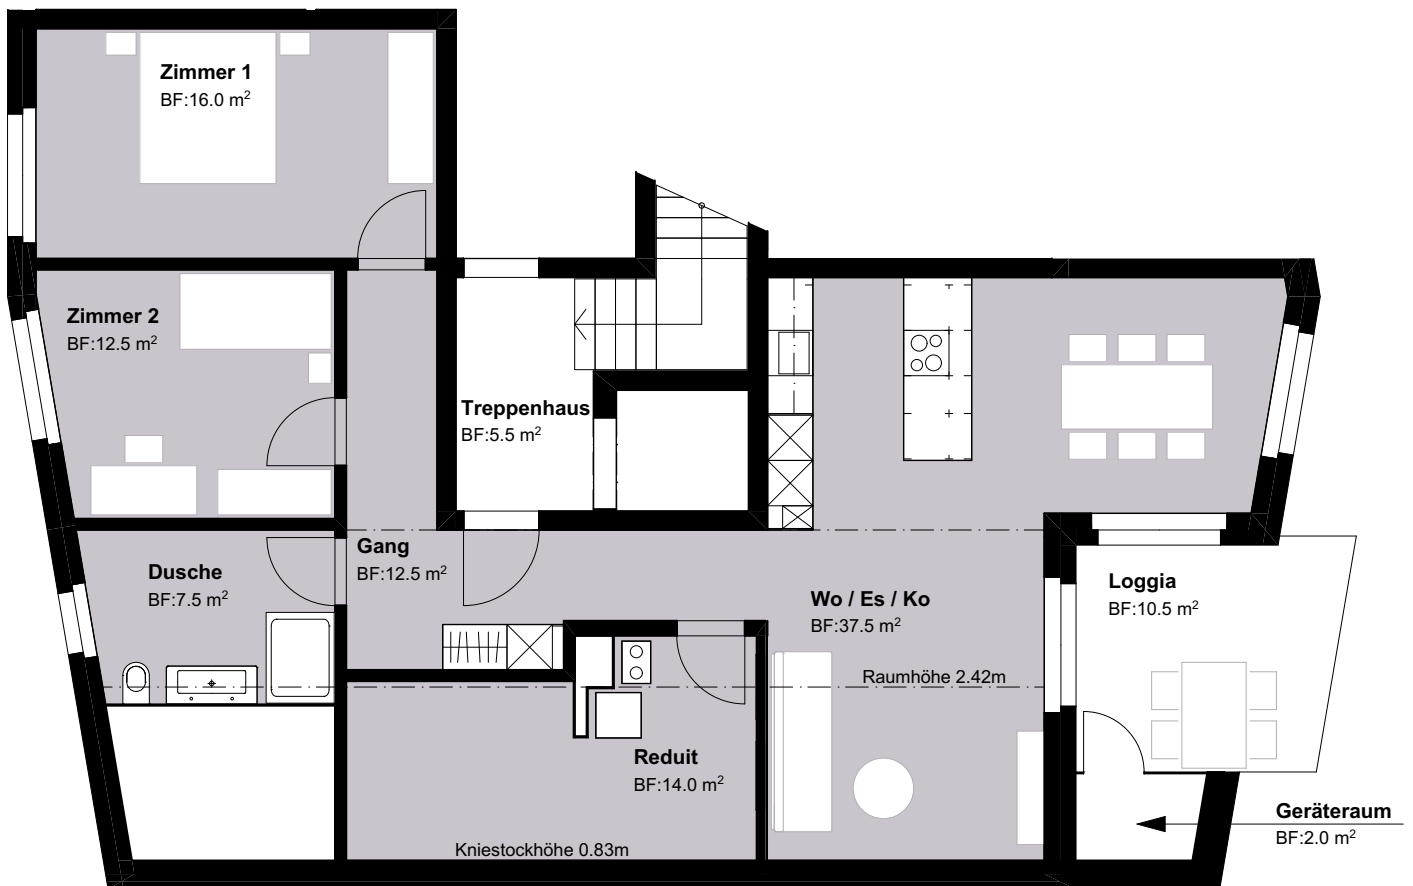 Zimmer 1
BF:16.0 m²
Zimmer 2
BF:12.5 m²
Treppenhaus
BF:5.5 m²
Gang
BF:12.5 m²
Dusche
BF:7.5 m²
Wo / Es / Ko
BF:37.5 m²
Loggia
BF:10.5 m²
Raumhöhe 2.42m
Reduit
BF:14.0 m²
Geräteraum
BF:2.0 m²
Kniestockhöhe 0.83m